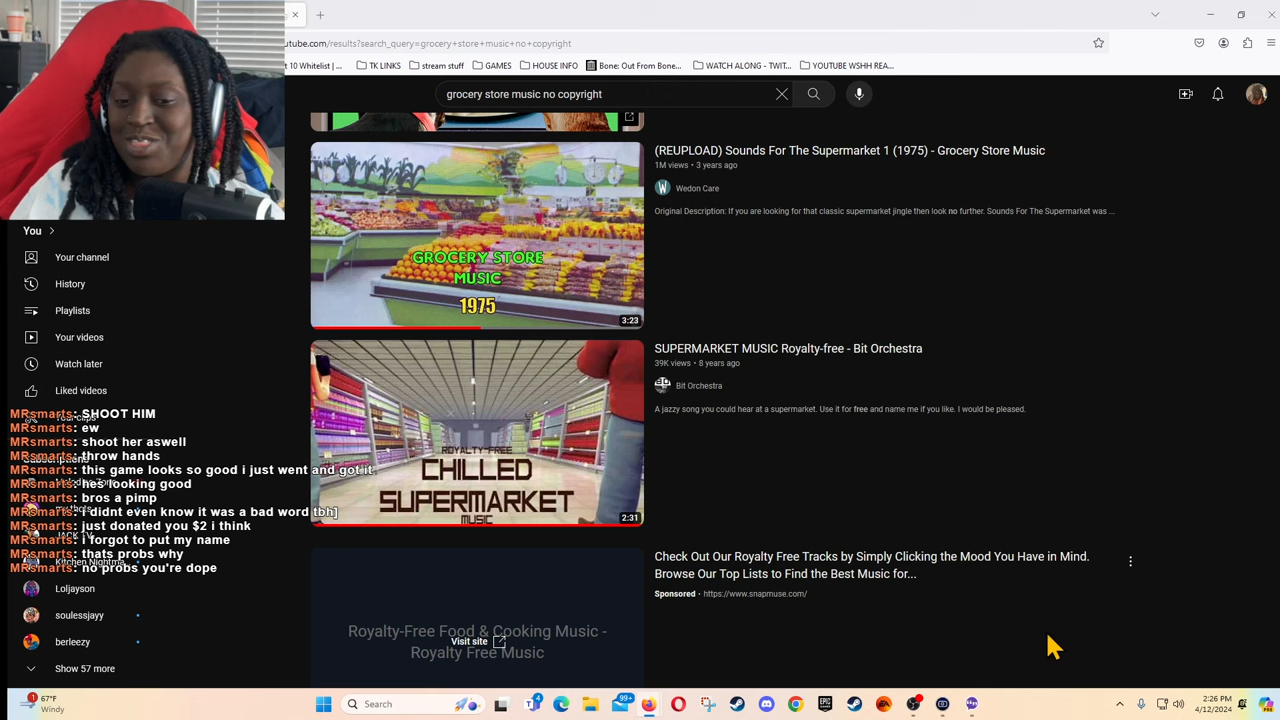 utube.com/results?search_query=grocery+store+music+no+copyright
t 10 Whitelist | ...
TK LINKS
stream stuff
GAMES
HOUSE INFO
Bone: Out From Bone...
WATCH ALONG - TWIT...
YOUTUBE WSHH REA...
grocery store music no copyright
(REUPLOAD) Sounds For The Supermarket 1 (1975) - Grocery Store Music
1M views • 3 years ago
Wedon Care
Original Description: If you are looking for that classic supermarket jingle then look no further. Sounds For The Supermarket was ...
GROCERY STORE
MUSIC
1975
3:23
You
Your channel
History
Playlists
Your videos
Watch later
Liked videos
SUPERMARKET MUSIC Royalty-free - Bit Orchestra
39K views • 8 years ago
Bit Orchestra
A jazzy song you could hear at a supermarket. Use it for free and name me if you like. I would be pleased.
ROYALTY-FREE
CHILLED
SUPERMARKET
MUSIC
2:31
MRsmarts: SHOOT HIM
MRsmarts: ew
MRsmarts: shoot her aswell
MRsmarts: throw hands
MRsmarts: this game looks so good i just went and got it
MRsmarts: hes looking good
MRsmarts: bros a pimp
MRsmarts: i didnt even know it was a bad word tbh]
MRsmarts: just donated you $2 i think
MRsmarts: i forgot to put my name
MRsmarts: thats probs why
MRsmarts: no probs you're dope
JACK TV
Kitchen Nightma...
Loljayson
soulessjayy
berleezy
Show 57 more
Check Out Our Royalty Free Tracks by Simply Clicking the Mood You Have in Mind.
Browse Our Top Lists to Find the Best Music for...
Sponsored • https://www.snapmuse.com/
Royalty-Free Food & Cooking Music -
Royalty Free Music
Visit site
1
67°F
Windy
Search
4
99+
2:26 PM
4/12/2024